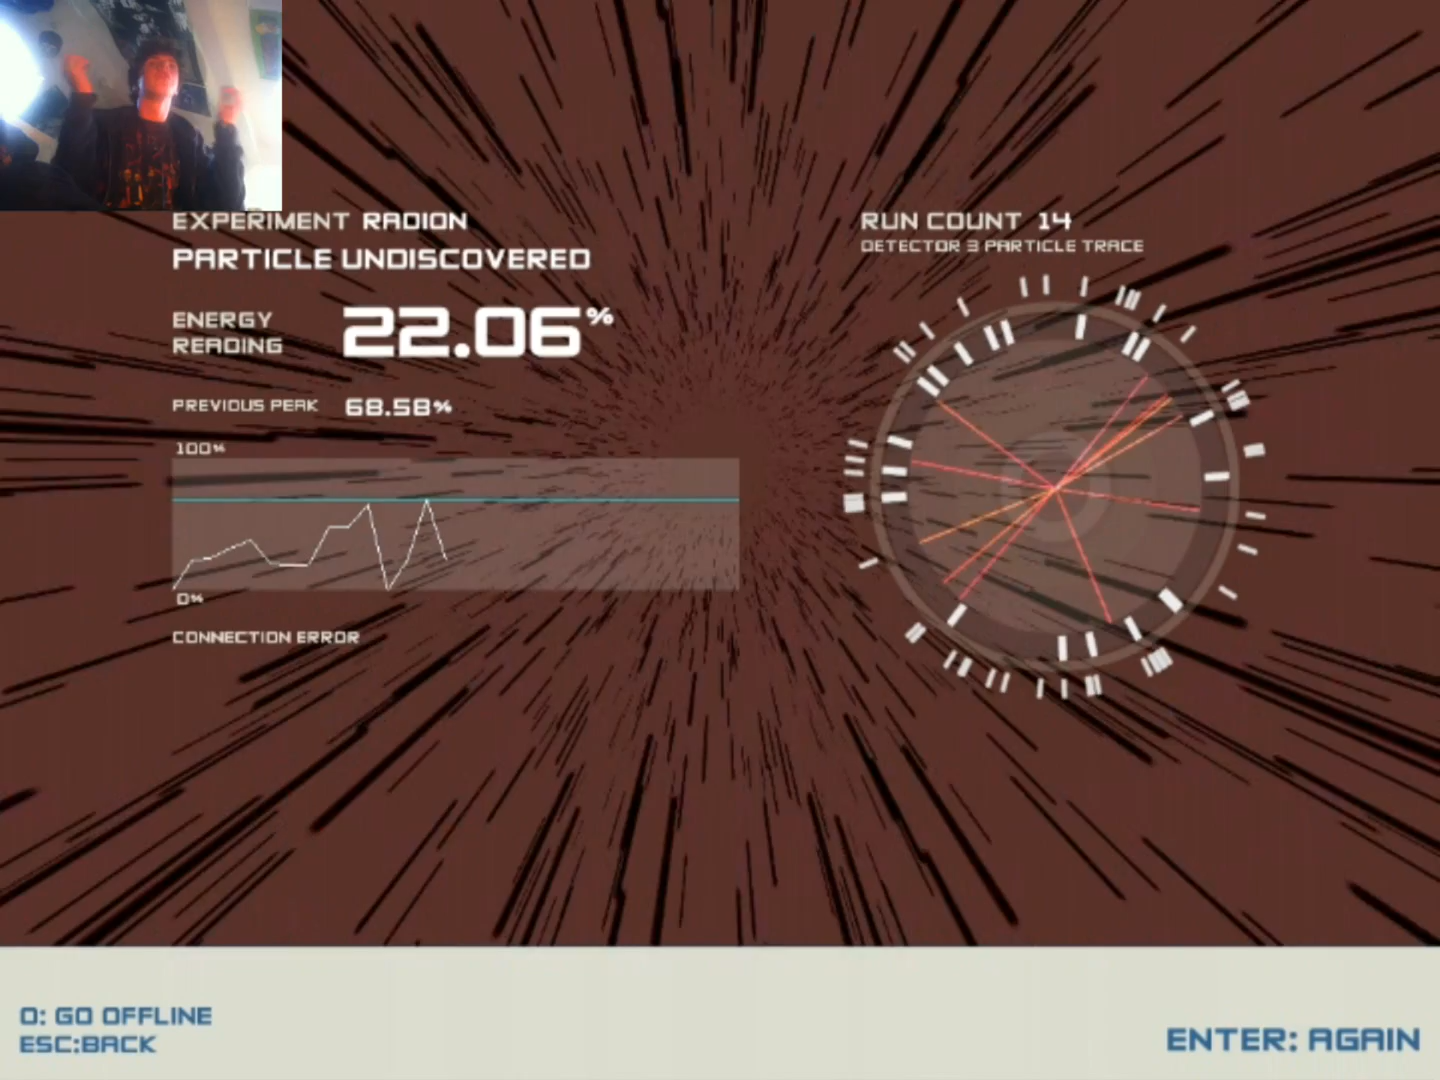 EXPERIMENT RADION
PARTICLE UNDISCOVERED
ENERGY READING 22.06%
PREVIOUS PEAK 68.58%
100%
0%
CONNECTION ERROR
RUN COUNT 14
DETECTOR 3 PARTICLE TRACE
O: GO OFFLINE
ESC:BACK
ENTER: AGAIN